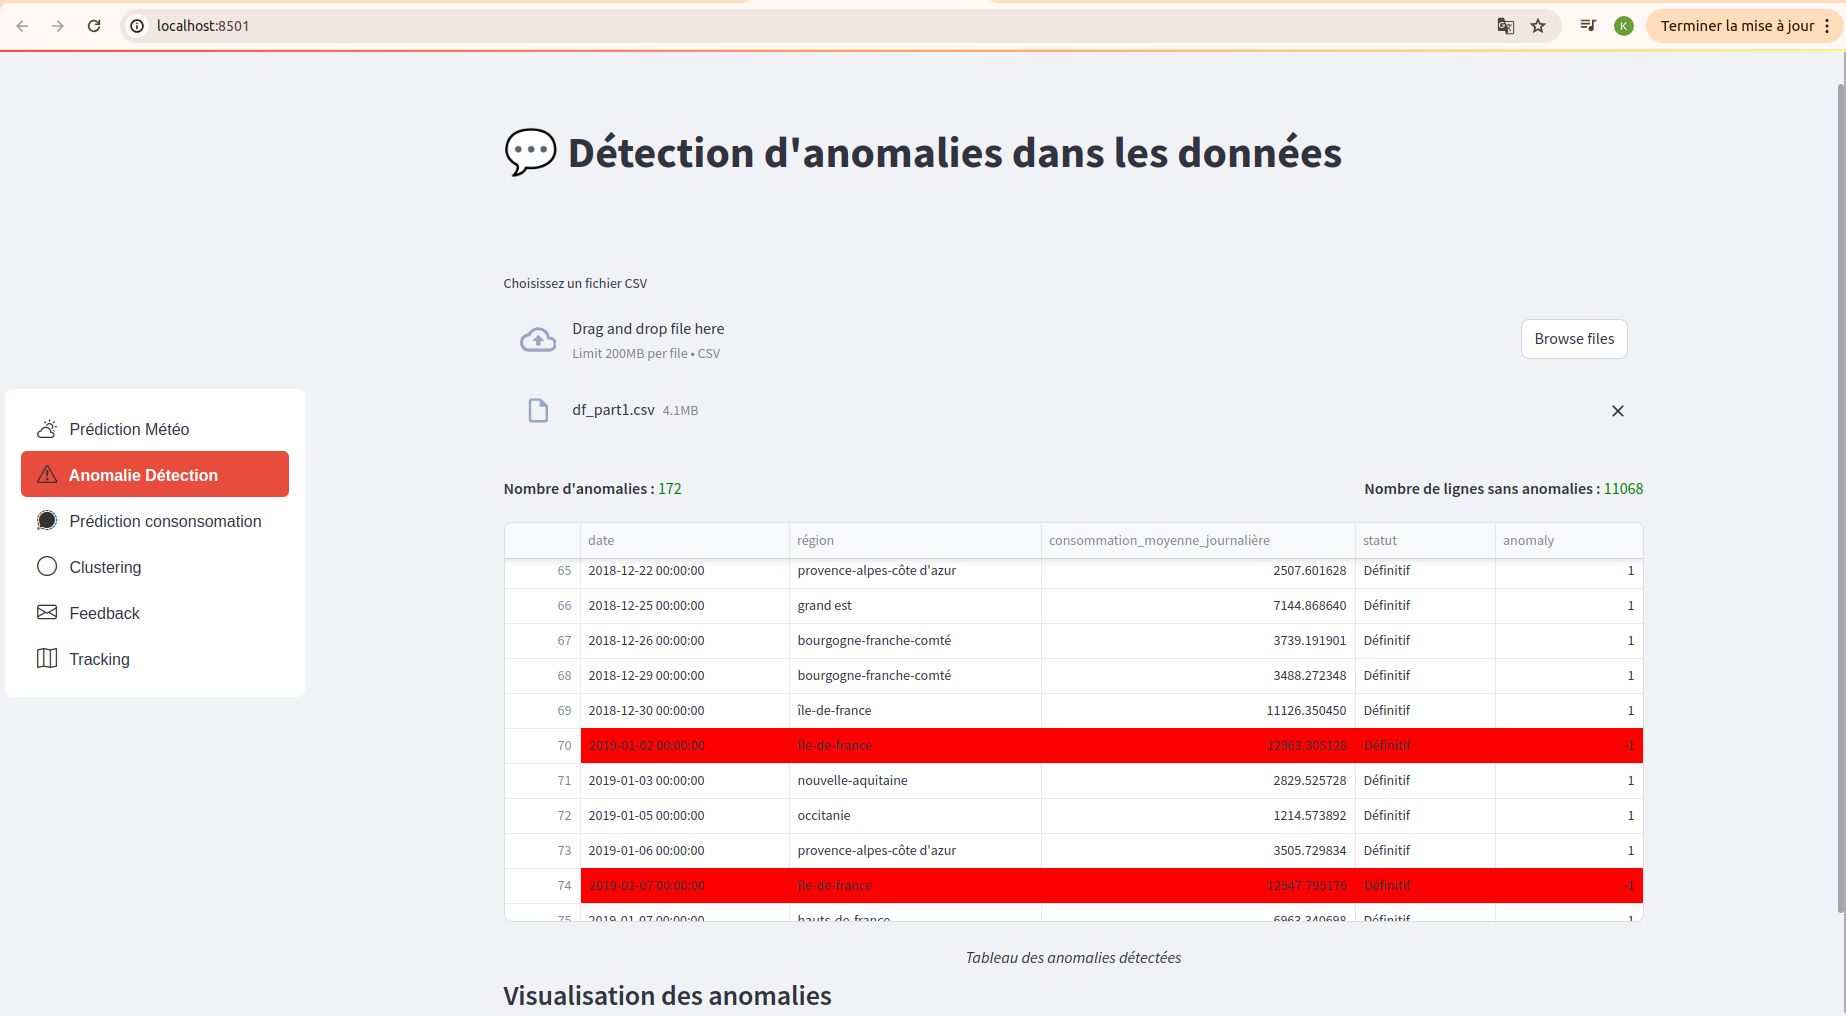 localhost:8501
K
Terminer la mise à jour
💬 Détection d'anomalies dans les données
Choisissez un fichier CSV
Drag and drop file here
Limit 200MB per file • CSV
Browse files
df_part1.csv 4.1MB
Prédiction Météo
Anomalie Détection
Prédiction consonsomation
Clustering
Feedback
Tracking
Nombre d'anomalies : 172
Nombre de lignes sans anomalies : 11068
date région consommation_moyenne_journalière statut anomaly
65 2018-12-22 00:00:00 provence-alpes-côte d'azur 2507.601628 Définitif 1
66 2018-12-25 00:00:00 grand est 7144.868640 Définitif 1
67 2018-12-26 00:00:00 bourgogne-franche-comté 3739.191901 Définitif 1
68 2018-12-29 00:00:00 bourgogne-franche-comté 3488.272348 Définitif 1
69 2018-12-30 00:00:00 île-de-france 11126.350450 Définitif 1
70 2019-01-02 00:00:00 île-de-france 12963.305128 Définitif -1
71 2019-01-03 00:00:00 nouvelle-aquitaine 2829.525728 Définitif 1
72 2019-01-05 00:00:00 occitanie 1214.573892 Définitif 1
73 2019-01-06 00:00:00 provence-alpes-côte d'azur 3505.729834 Définitif 1
74 2019-01-07 00:00:00 île-de-france 12547.795176 Définitif -1
75 2019-01-07 00:00:00 hauts-de-france 6963.340698 Définitif 1
Tableau des anomalies détectées
Visualisation des anomalies